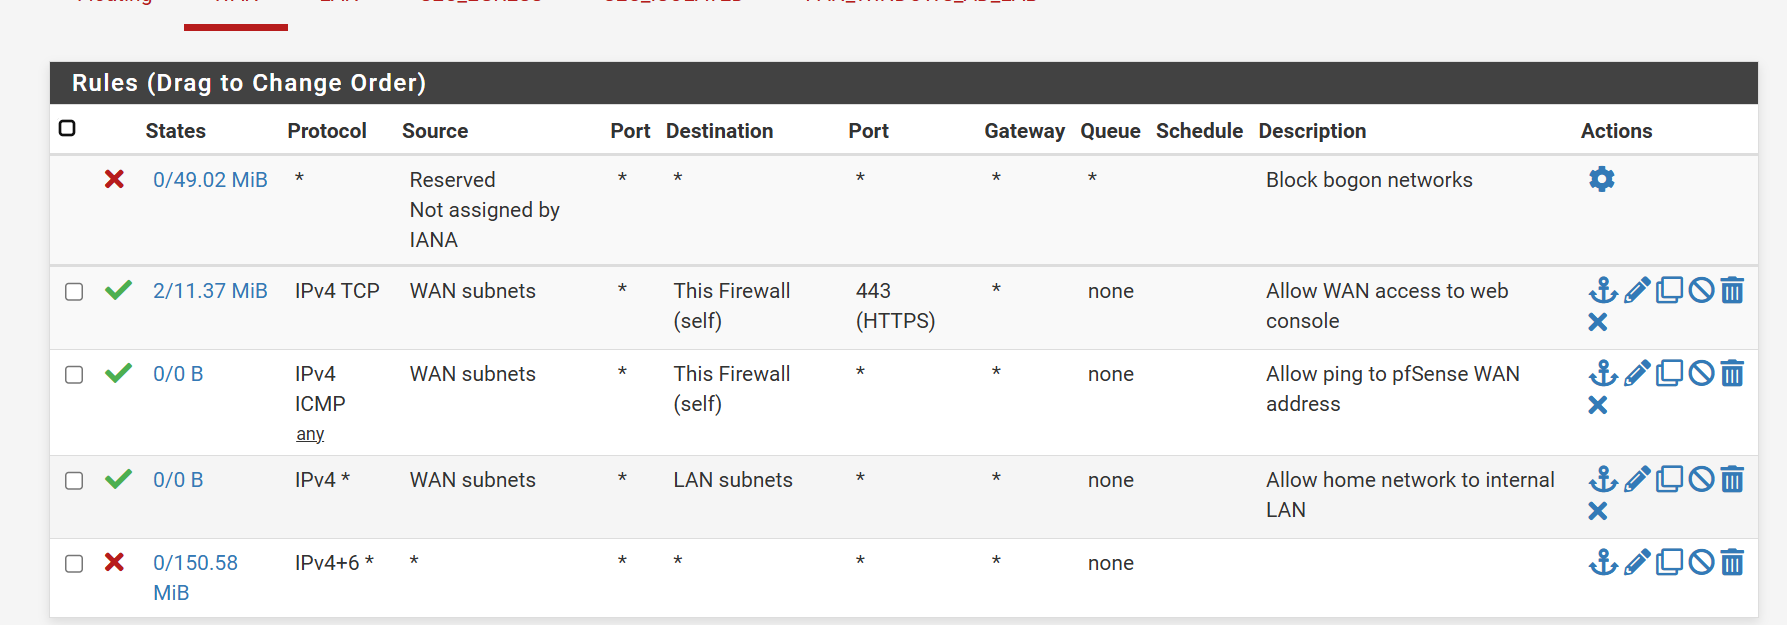 Rules (Drag to Change Order)
States Protocol Source Port Destination Port Gateway Queue Schedule Description Actions
0/49.02 MiB * Reserved * * * * * Block bogon networks
Not assigned by
IANA
2/11.37 MiB IPv4 TCP WAN subnets * This Firewall 443 * none Allow WAN access to web
(self) (HTTPS) console
0/0 B IPv4 WAN subnets * This Firewall * * none Allow ping to pfSense WAN
ICMP (self) address
any
0/0 B IPv4 * WAN subnets * LAN subnets * * none Allow home network to internal
LAN
0/150.58 IPv4+6 * * * * * * none
MiB